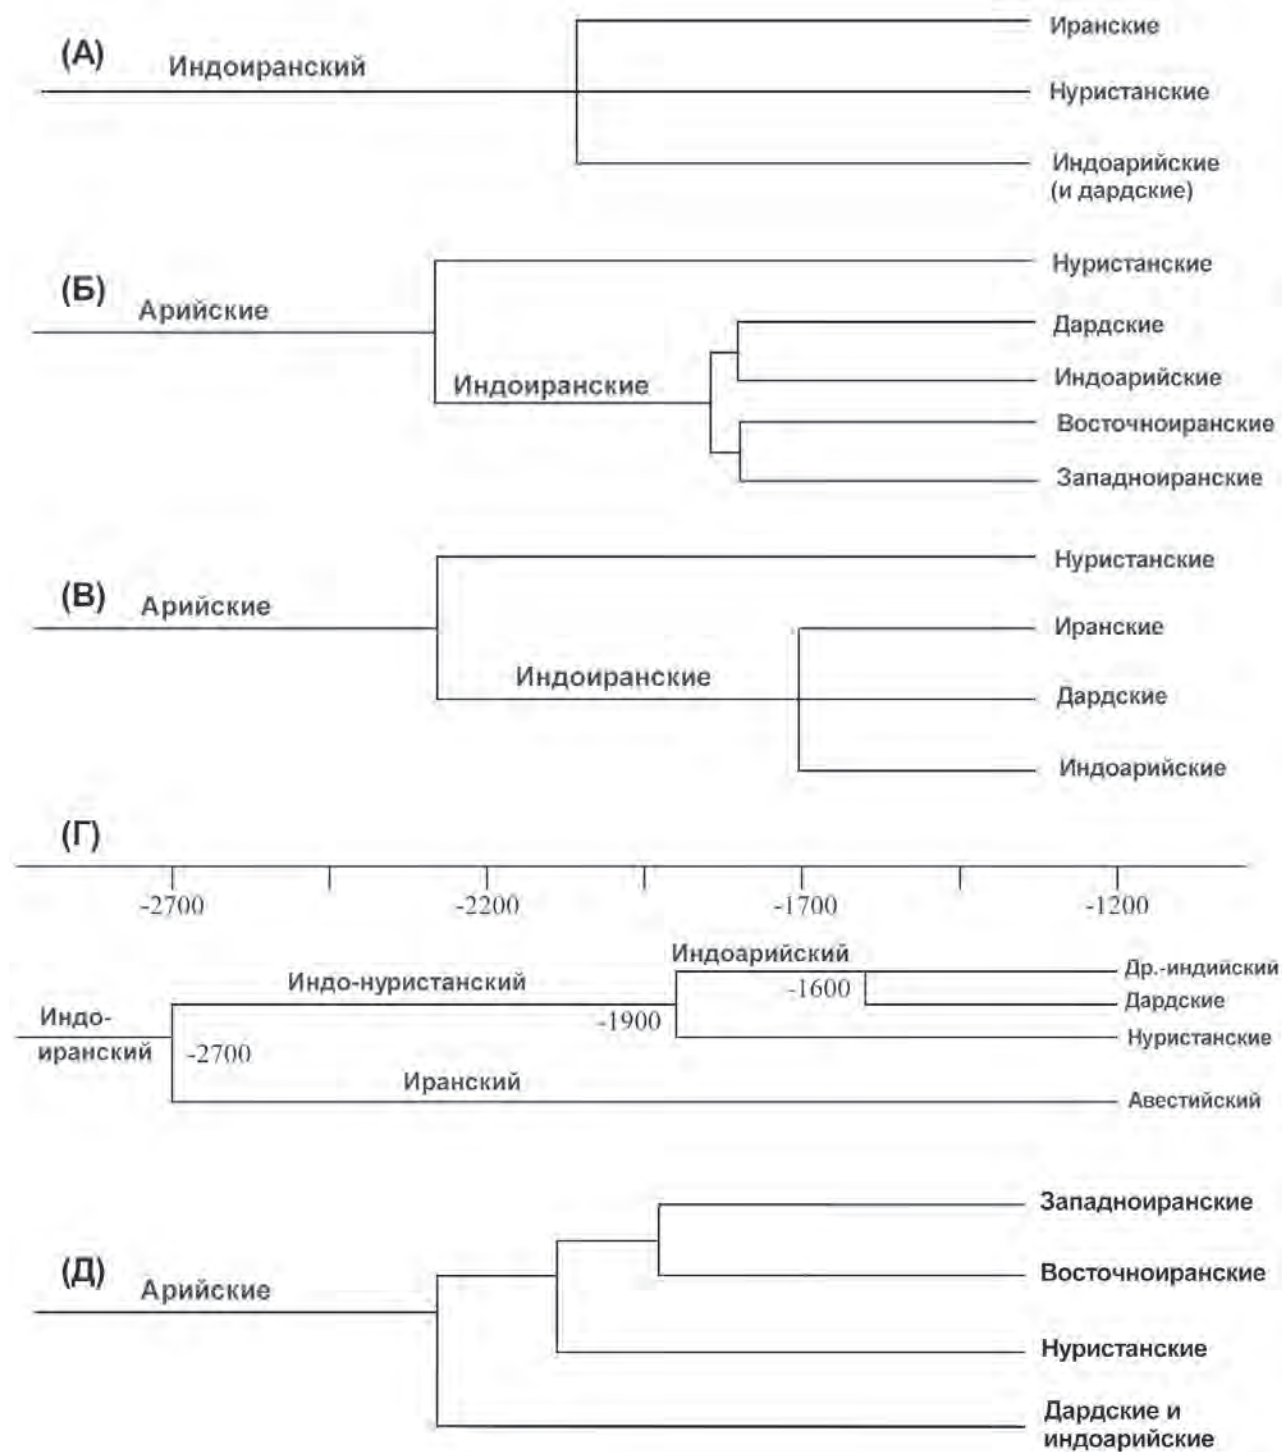 (А)
Индоиранский
Иранские
Нуристанские
Индоарийские
(и дардские)
(Б)
Арийские
Индоиранские
Нуристанские
Дардские
Индоарийские
Восточноиранские
Западноиранские
(В)
Арийские
Индоиранские
Нуристанские
Иранские
Дардские
Индоарийские
(Г)
-2700
-2200
-1700
-1200
Индо-
иранский
-2700
Индо-нуристанский
-1900
Индоарийский
-1600
Иранский
Др.-индийский
Дардские
Нуристанские
Авестийский
(Д)
Арийские
Западноиранские
Восточноиранские
Нуристанские
Дардские и
индоарийские